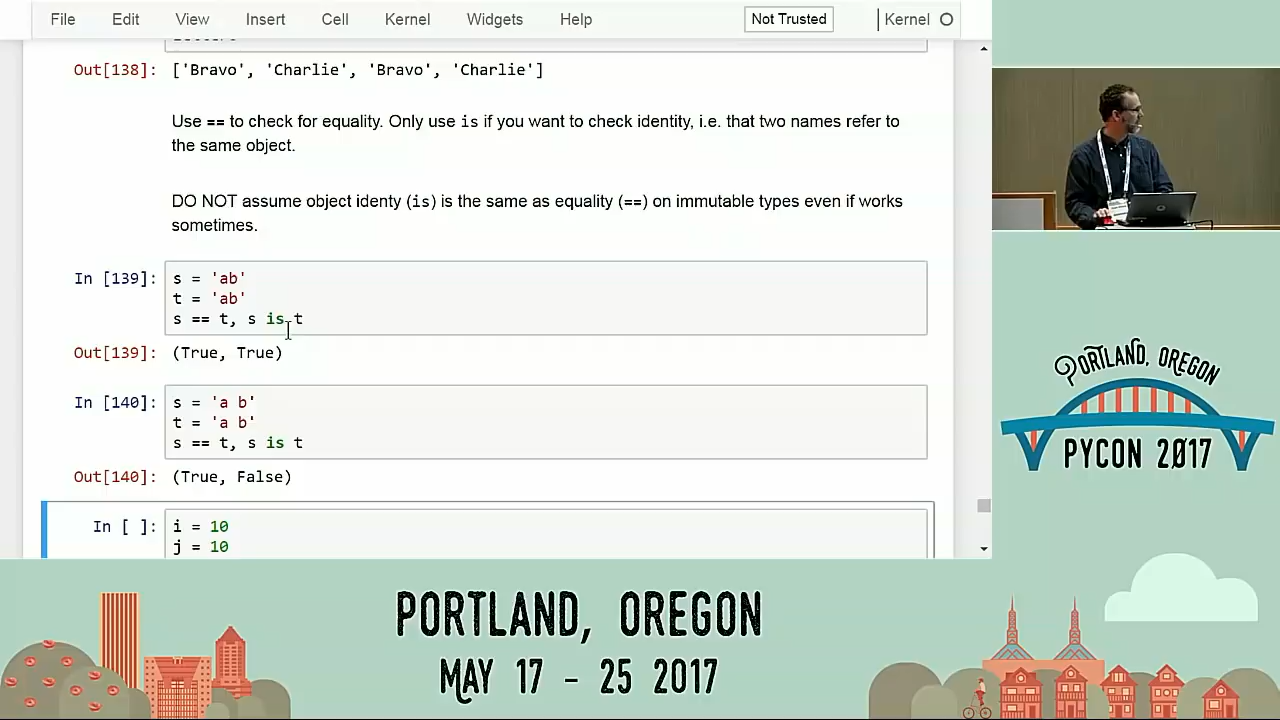 File Edit View Insert Cell Kernel Widgets Help Not Trusted Kernel
Out[138]: ['Bravo', 'Charlie', 'Bravo', 'Charlie']
Use == to check for equality. Only use is if you want to check identity, i.e. that two names refer to
the same object.
DO NOT assume object identy (is) is the same as equality (==) on immutable types even if works
sometimes.
In [139]: s = 'ab'
t = 'ab'
s == t, s is t
Out[139]: (True, True)
In [140]: s = 'a b'
t = 'a b'
s == t, s is t
Out[140]: (True, False)
In [ ]: i = 10
j = 10
PORTLAND, OREGON
PYCON 2017
PORTLAND, OREGON
MAY 17 - 25 2017